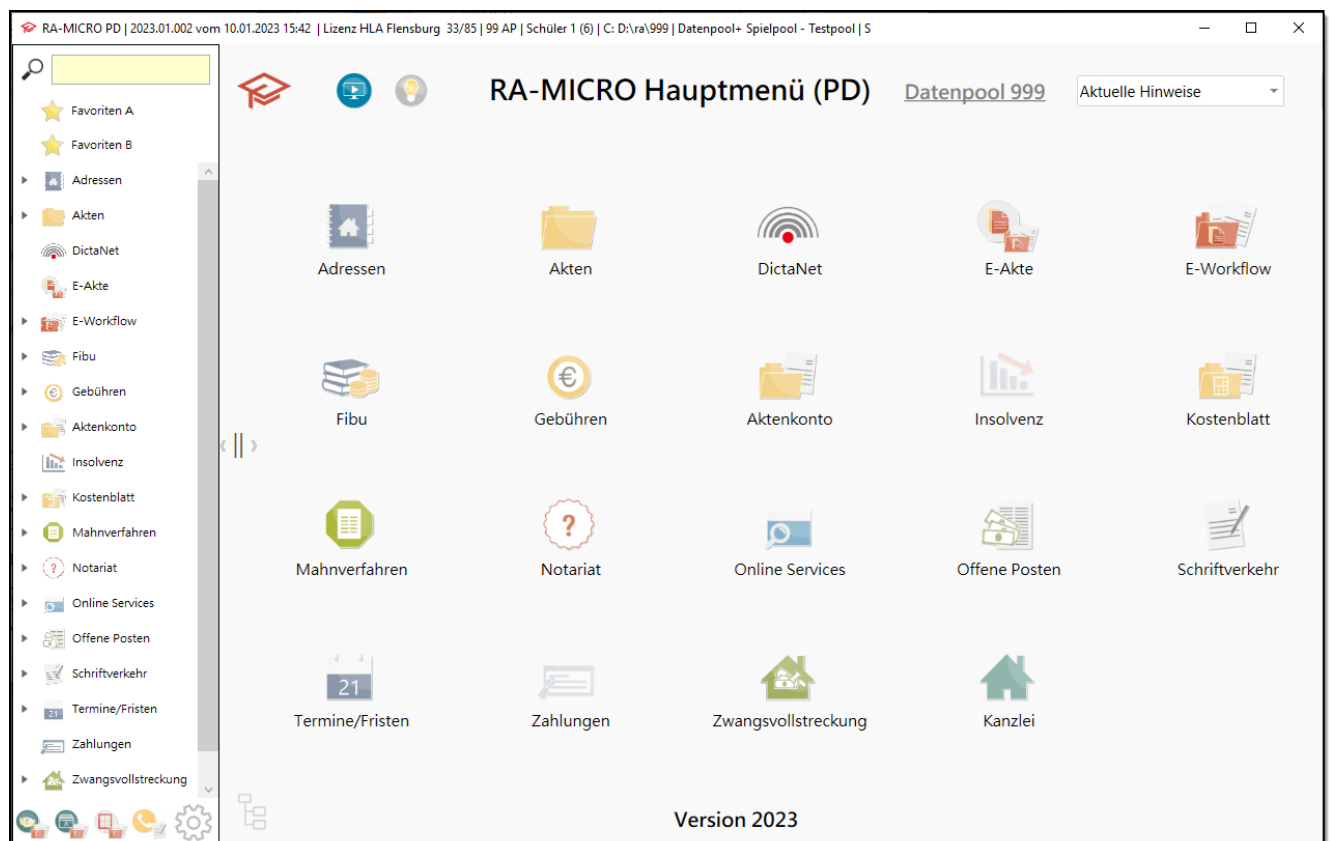 RA-MICRO PD | 2023.01.002 vom 10.01.2023 15:42 | Lizenz HLA Flensburg 33/85 | 99 AP | Schüler 1 (6) | C: D:\ra\999 | Datenpool+ Spielpool - Testpool | S
RA-MICRO Hauptmenü (PD)
Datenpool 999
Aktuelle Hinweise
Favoriten A
Favoriten B
Adressen
Akten
DictaNet
E-Akte
E-Workflow
Fibu
Gebühren
Aktenkonto
Insolvenz
Kostenblatt
Mahnverfahren
Notariat
Online Services
Offene Posten
Schriftverkehr
21 Termine/Fristen
Zahlungen
Zwangsvollstreckung
Adressen Akten DictaNet E-Akte E-Workflow
Fibu Gebühren Aktenkonto Insolvenz Kostenblatt
Mahnverfahren Notariat Online Services Offene Posten Schriftverkehr
21
Termine/Fristen Zahlungen Zwangsvollstreckung Kanzlei
Version 2023